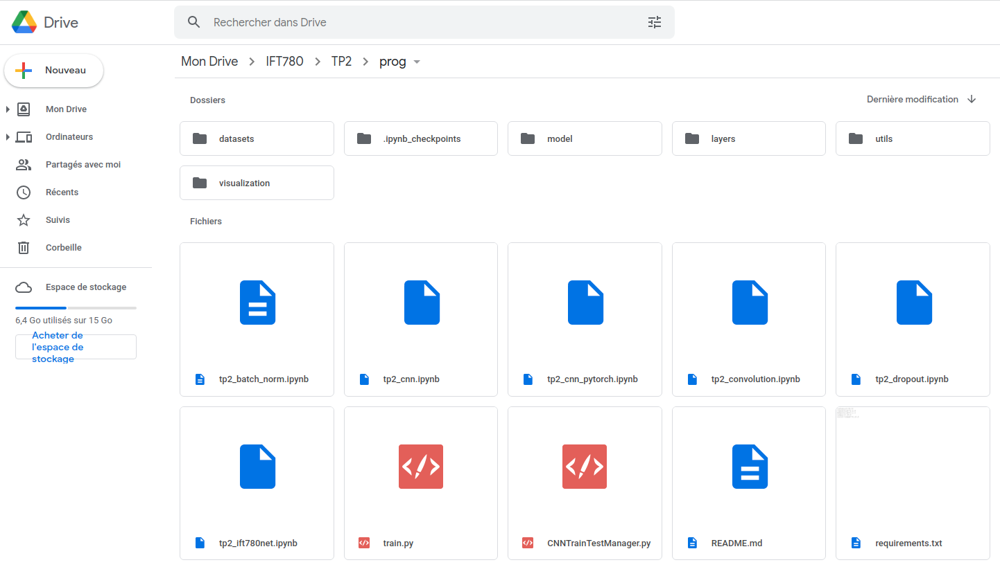 Drive
Rechercher dans Drive
Nouveau
Mon Drive
Ordinateurs
Partagés avec moi
Récents
Suivis
Corbeille
Espace de stockage
6,4 Go utilisés sur 15 Go
Acheter de
l'espace de
stockage
Mon Drive IFT780 TP2 prog
Dossiers
Dernière modification
datasets
.ipynb_checkpoints
model
layers
utils
visualization
Fichiers
tp2_batch_norm.ipynb
tp2_cnn.ipynb
tp2_cnn_pytorch.ipynb
tp2_convolution.ipynb
tp2_dropout.ipynb
tp2_ift780net.ipynb
train.py
CNNTrainTestManager.py
README.md
requirements.txt